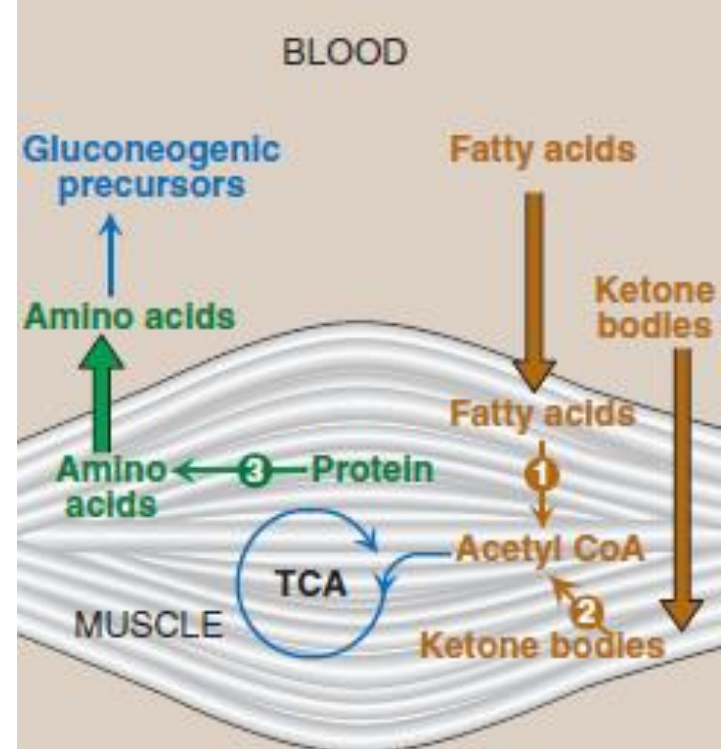 BLOOD
Gluconeogenic
precursors
Fatty acids
Amino acids
Ketone
bodies
Fatty acids
Amino
acids
3
Protein
1
Acetyl CoA
TCA
2
MUSCLE
Ketone bodies